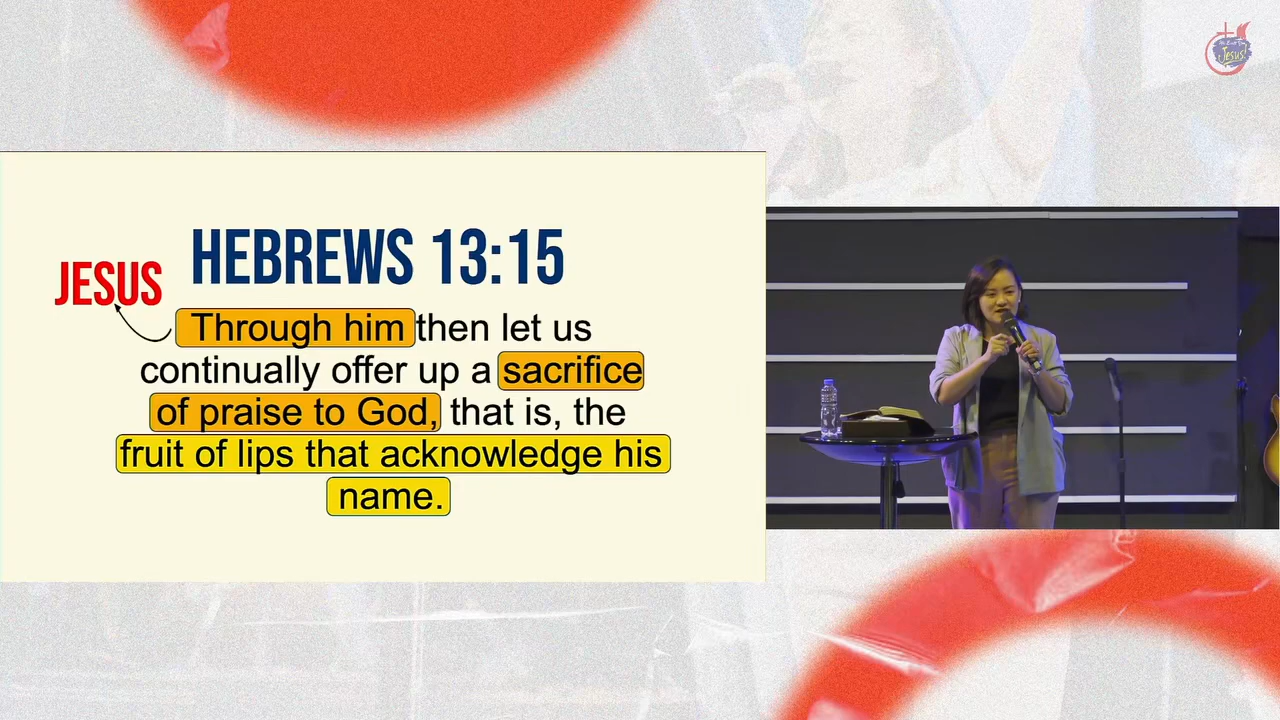 HEBREWS 13:15
JESUS
Through him then let us
continually offer up a sacrifice
of praise to God, that is, the
fruit of lips that acknowledge his
name.
Jesus!